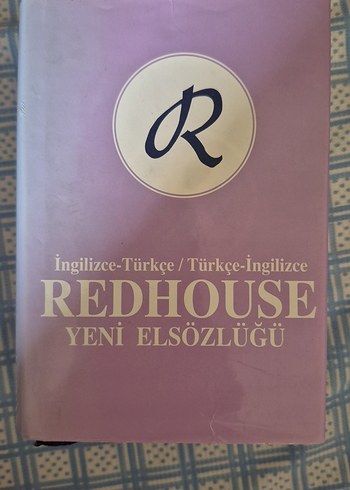 R
İngilizce-Türkçe / Türkçe-İngilizce
REDHOUSE
YENİ ELSÖZLÜĞÜ